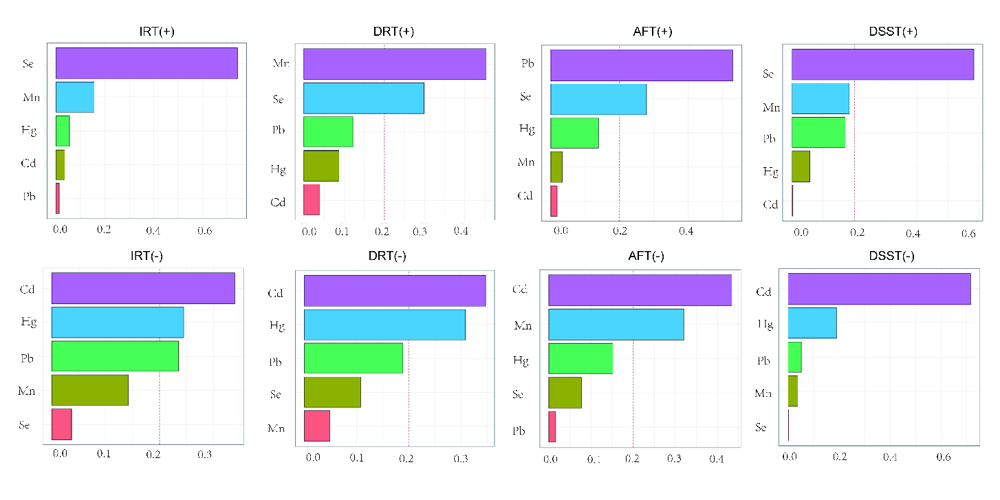 IRT(+)
Se
Mn
Hg
Cd
Pb
0.0 0.2 0.4 0.6
DRT(+)
Mn
Se
Pb
Hg
Cd
0.0 0.1 0.2 0.3 0.4
AFT(+)
Pb
Se
Hg
Mn
Cd
0.0 0.2 0.4
DSST(+)
Se
Mn
Pb
Hg
Cd
0.0 0.2 0.4 0.6
IRT(-)
Cd
Hg
Pb
Mn
Se
0.0 0.1 0.2 0.3
DRT(-)
Cd
Hg
Pb
Se
Mn
0.0 0.1 0.2 0.3
AFT(-)
Cd
Mn
Hg
Se
Pb
0.0 0.1 0.2 0.3 0.4
DSST(-)
Cd
Hg
Pb
Mn
Se
0.0 0.2 0.4 0.6